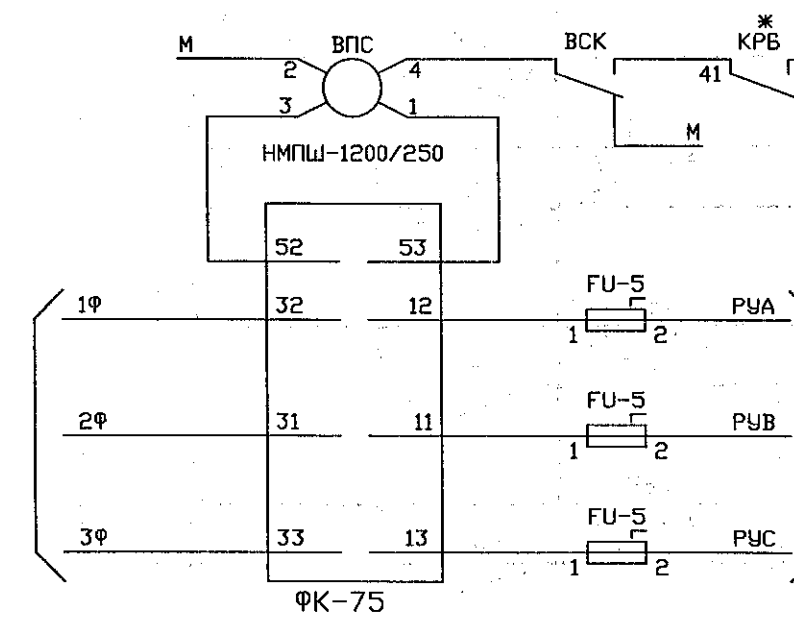 *
М ВПС ВСК КРБ
2 4 41
3 1 М
НМПШ-1200/250
52 53
FU-5
1Ф 32 12 РУА
1 2
FU-5
2Ф 31 11 РУВ
1 2
FU-5
3Ф 33 13 РУС
1 2
ФК-75